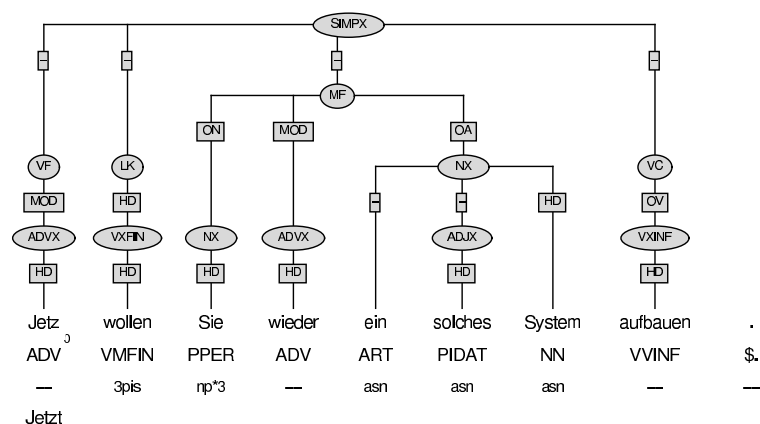 SIMPX
– – – –
MF
ON MOD OA
VF LK NX VC
MOD HD – – HD OV
ADVX VXFIN NX ADVX ADJX VXINF
HD HD HD HD HD HD
Jetz wollen Sie wieder ein solches System aufbauen .
ADV VMFIN PPER ADV ART PIDAT NN VVINF $.
–– 3pis np*3 –– asn asn asn –– ––
Jetzt